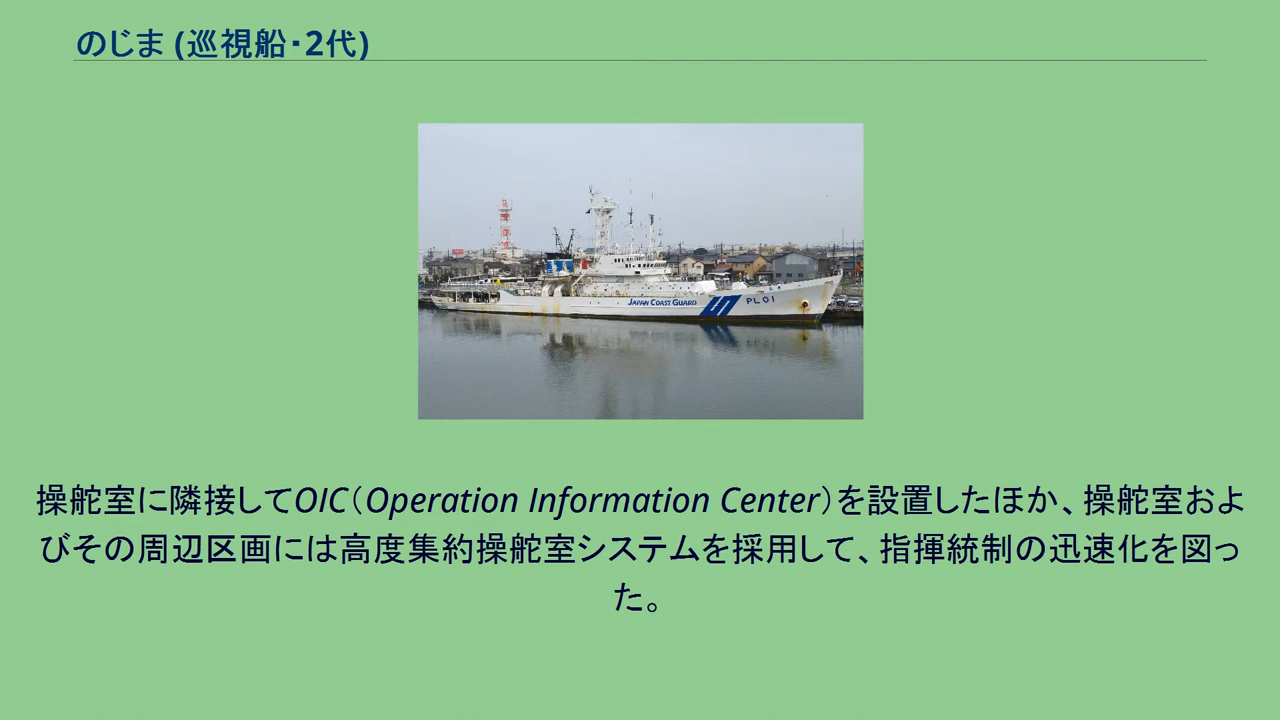 のじま (巡視船・2代)
JAPAN COAST GUARD
PL 01
操舵室に隣接してOIC（Operation Information Center）を設置したほか、操舵室およ
びその周辺区画には高度集約操舵室システムを採用して、指揮統制の迅速化を図っ
た。